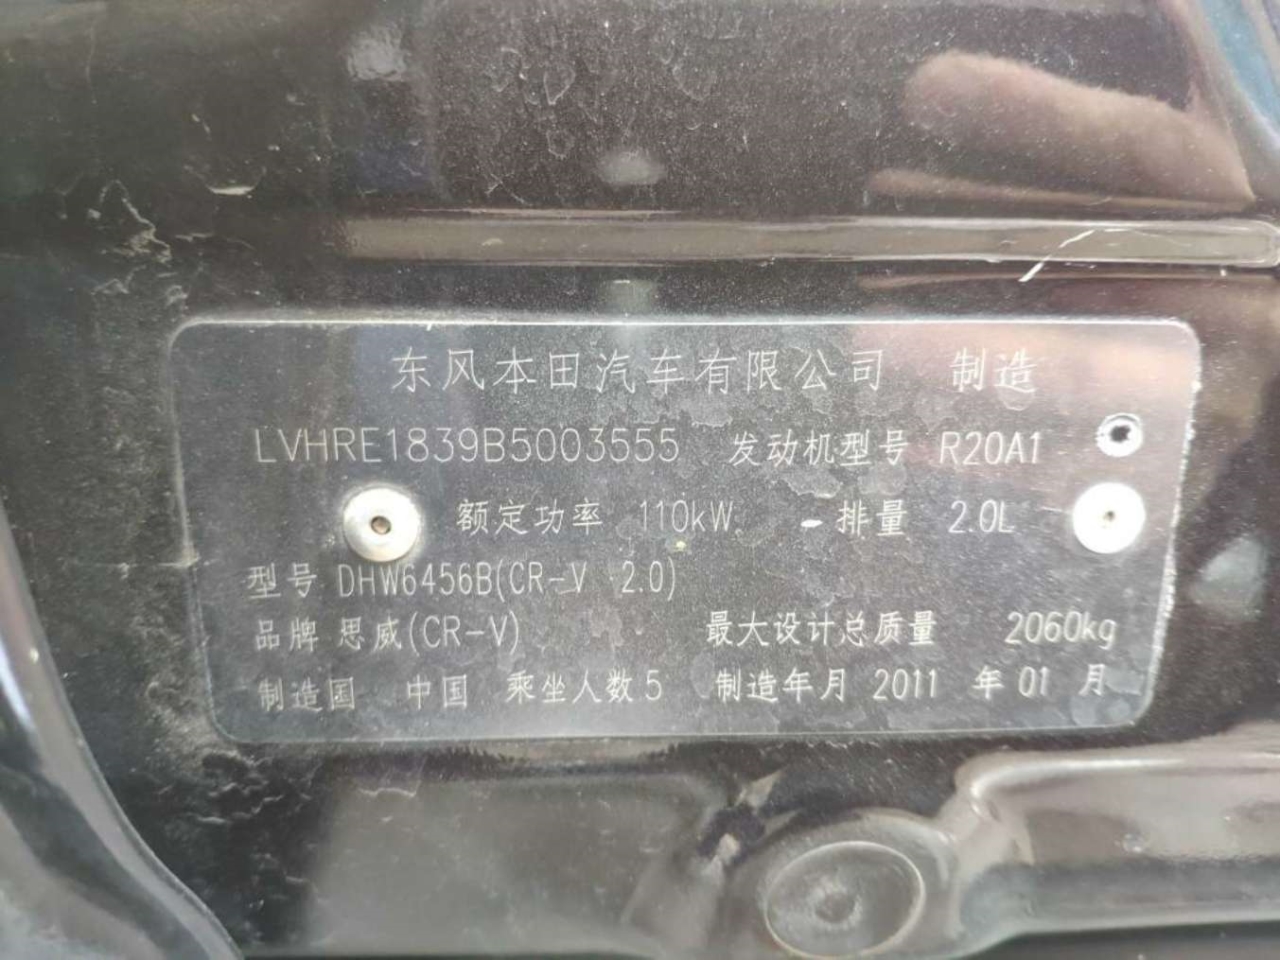 东风本田汽车有限公司 制造
LVHRE1839B5003555 发动机型号 R20A1
额定功率 110kW 排量 2.0L
型号 DHW6456B(CR-V 2.0)
品牌 思威(CR-V) 最大设计总质量 2060kg
制造国 中国 乘坐人数 5 制造年月 2011 年 01 月